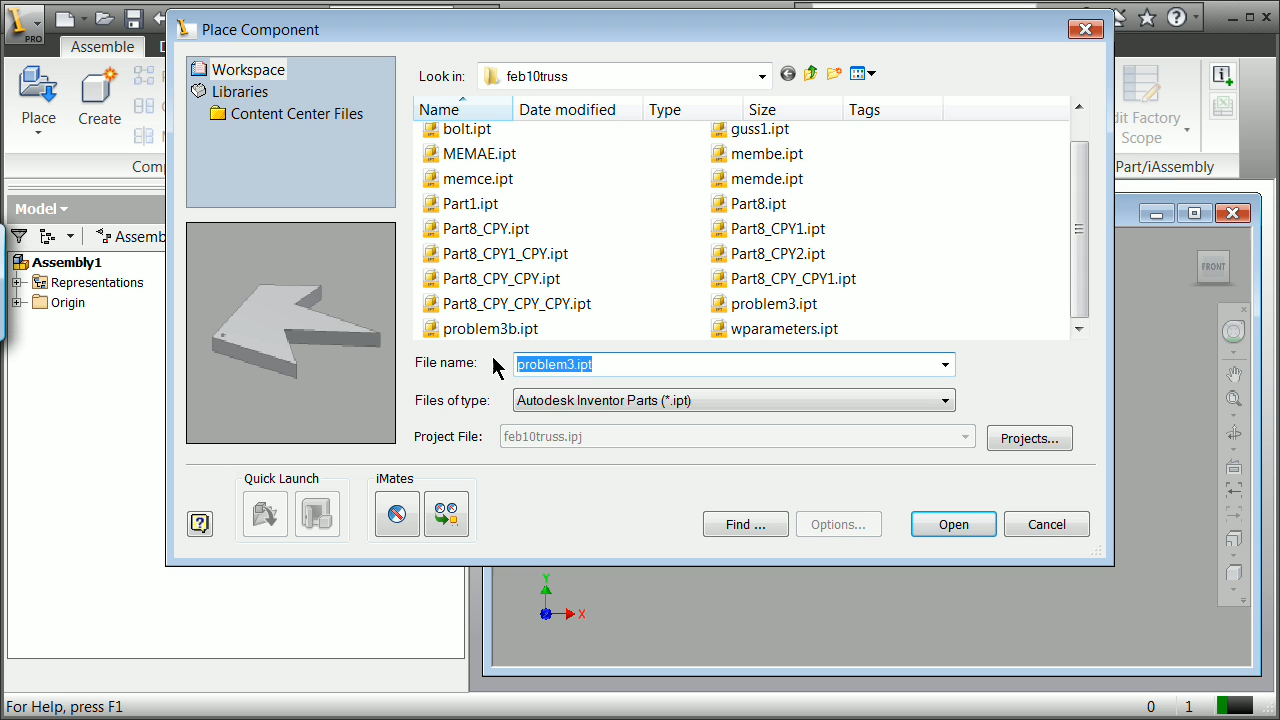 PRO
Place Component
Assemble
Place
Create
Com
Model
Assemb
Assembly1
Representations
Origin
Workspace
Libraries
Content Center Files
Look in:
feb10truss
Name
Date modified
Type
Size
Tags
bolt.ipt
guss1.ipt
MEMAE.ipt
membe.ipt
memce.ipt
memde.ipt
Part1.ipt
Part8.ipt
Part8_CPY.ipt
Part8_CPY1.ipt
Part8_CPY1_CPY.ipt
Part8_CPY2.ipt
Part8_CPY_CPY.ipt
Part8_CPY_CPY1.ipt
Part8_CPY_CPY_CPY.ipt
problem3.ipt
problem3b.ipt
wparameters.ipt
File name:
problem3.ipt
Files of type:
Autodesk Inventor Parts (*.ipt)
Project File:
feb10truss.ipj
Projects...
Quick Launch
iMates
Find ...
Options...
Open
Cancel
dit Factory
Scope
Part/iAssembly
FRONT
Y
X
For Help, press F1
0
1